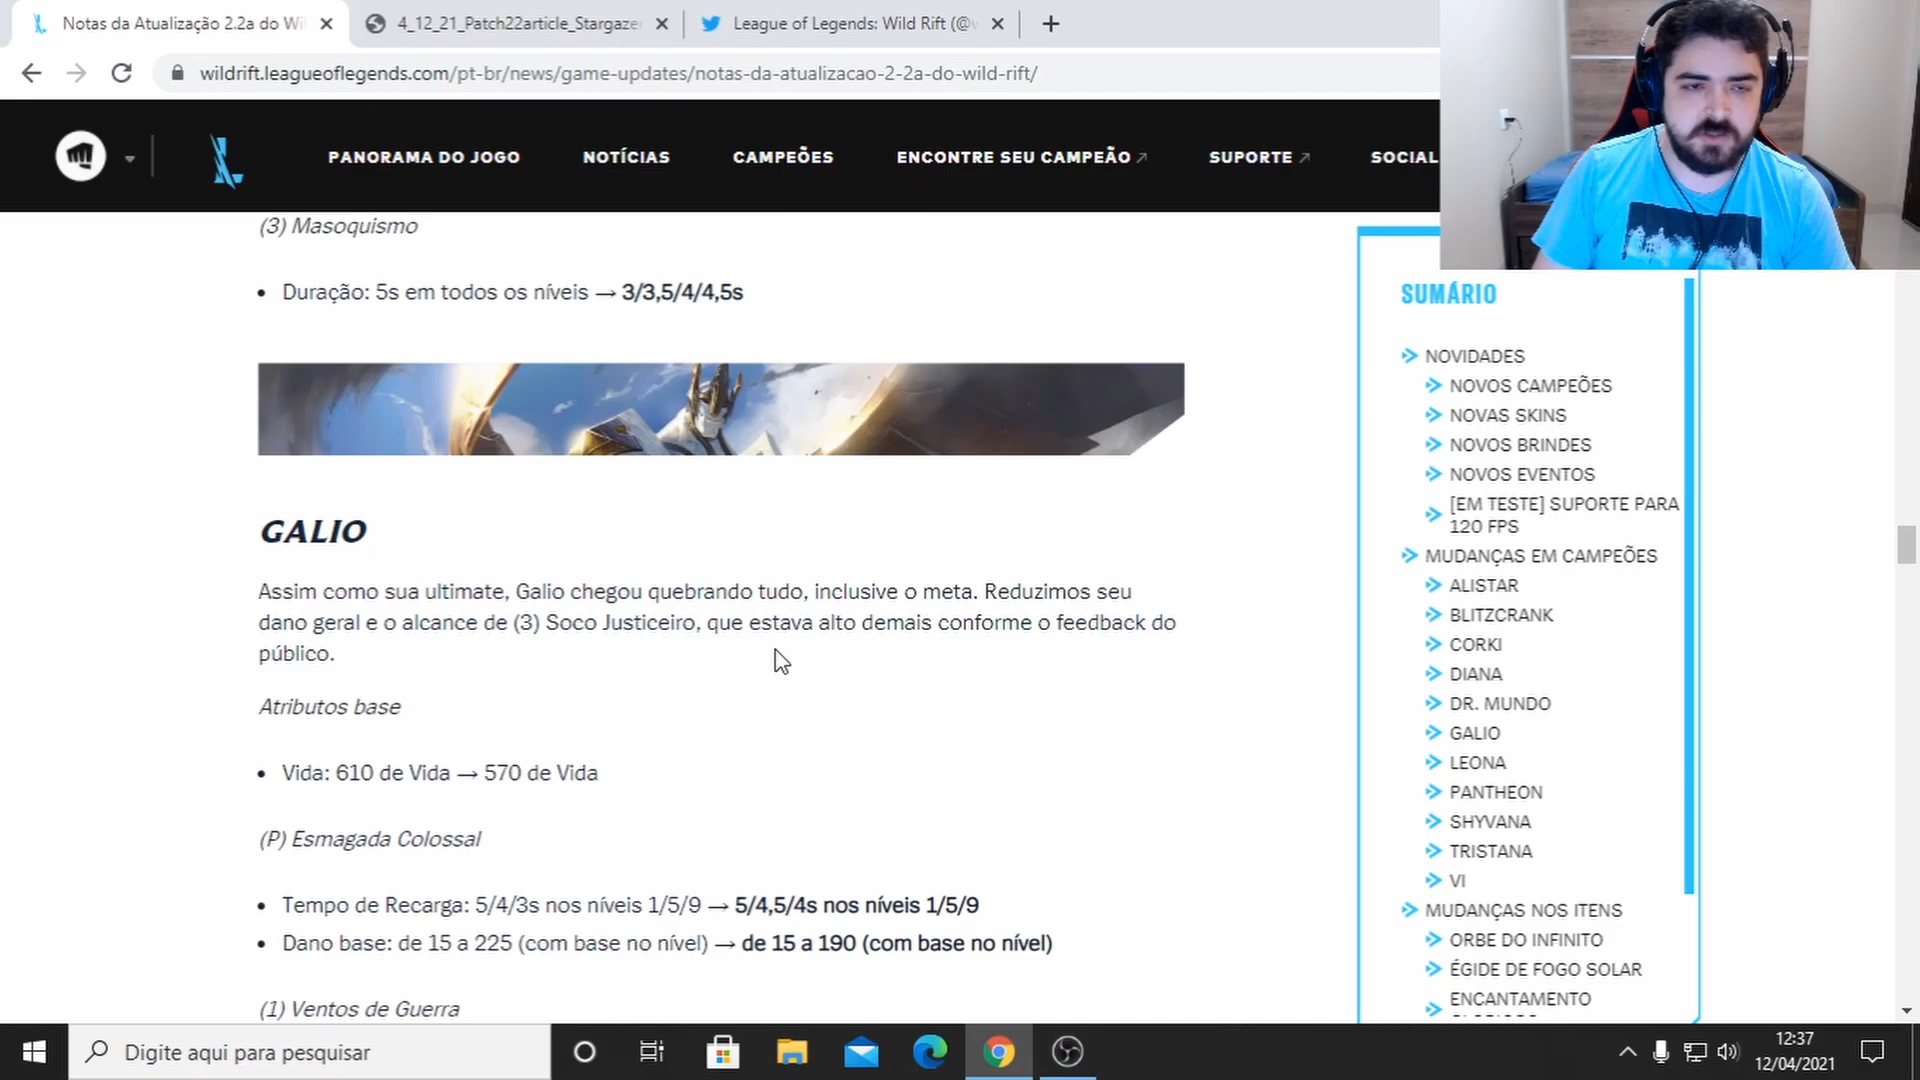 Notas da Atualização 2.2a do Wi
4_12_21_Patch22article_Stargaze
League of Legends: Wild Rift (@
wildrift.leagueoflegends.com/pt-br/news/game-updates/notas-da-atualizacao-2-2a-do-wild-rift/
PANORAMA DO JOGO
NOTÍCIAS
CAMPEÕES
ENCONTRE SEU CAMPEÃO
SUPORTE
SOCIAL
(3) Masoquismo
• Duração: 5s em todos os níveis → 3/3,5/4/4,5s
GALIO
Assim como sua ultimate, Galio chegou quebrando tudo, inclusive o meta. Reduzimos seu
dano geral e o alcance de (3) Soco Justiceiro, que estava alto demais conforme o feedback do
público.
Atributos base
• Vida: 610 de Vida → 570 de Vida
(P) Esmagada Colossal
• Tempo de Recarga: 5/4/3s nos níveis 1/5/9 → 5/4,5/4s nos níveis 1/5/9
• Dano base: de 15 a 225 (com base no nível) → de 15 a 190 (com base no nível)
(1) Ventos de Guerra
SUMÁRIO
NOVIDADES
NOVOS CAMPEÕES
NOVAS SKINS
NOVOS BRINDES
NOVOS EVENTOS
[EM TESTE] SUPORTE PARA
120 FPS
MUDANÇAS EM CAMPEÕES
ALISTAR
BLITZCRANK
CORKI
DIANA
DR. MUNDO
GALIO
LEONA
PANTHEON
SHYVANA
TRISTANA
VI
MUDANÇAS NOS ITENS
ORBE DO INFINITO
ÉGIDE DE FOGO SOLAR
ENCANTAMENTO
Digite aqui para pesquisar
12:37
12/04/2021